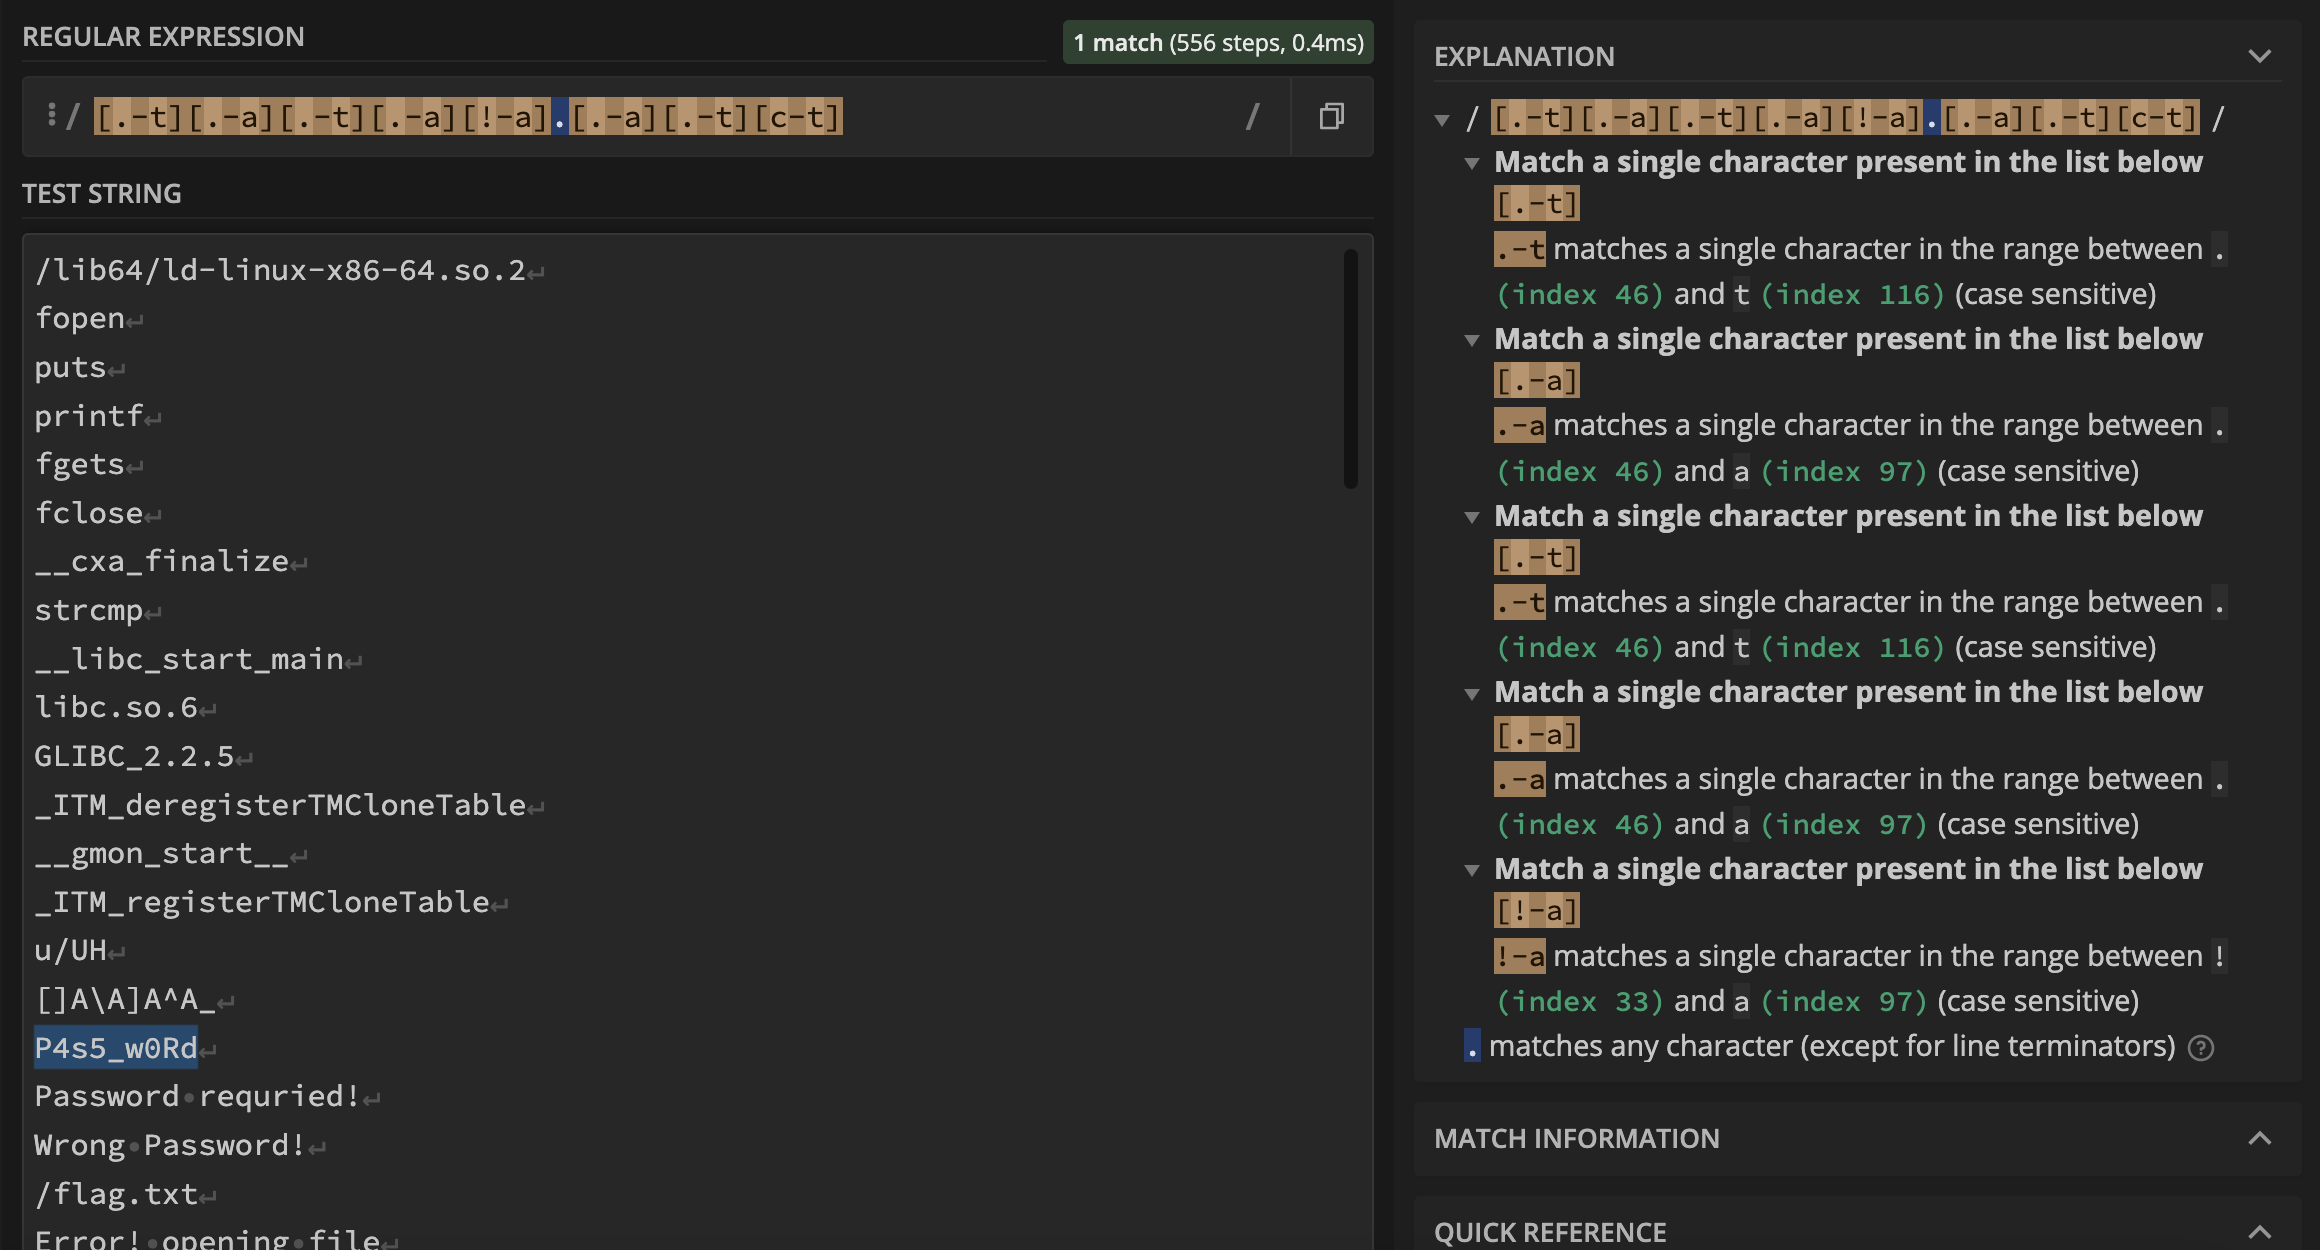 REGULAR EXPRESSION
1 match (556 steps, 0.4ms)
/ [.-t][.-a][.-t][.-a][!-a].[.-a][.-t][c-t] /
TEST STRING
/lib64/ld-linux-x86-64.so.2↵
fopen↵
puts↵
printf↵
fgets↵
fclose↵
__cxa_finalize↵
strcmp↵
__libc_start_main↵
libc.so.6↵
GLIBC_2.2.5↵
_ITM_deregisterTMCloneTable↵
__gmon_start__↵
_ITM_registerTMCloneTable↵
u/UH↵
[]A\A]A^A_↵
P4s5_w0Rd↵
Password•requried!↵
Wrong•Password!↵
/flag.txt↵
Error!•opening•file↵
EXPLANATION
/ [.-t][.-a][.-t][.-a][!-a].[.-a][.-t][c-t] /
Match a single character present in the list below
[.-t]
.-t matches a single character in the range between .
(index 46) and t (index 116) (case sensitive)
Match a single character present in the list below
[.-a]
.-a matches a single character in the range between .
(index 46) and a (index 97) (case sensitive)
Match a single character present in the list below
[.-t]
.-t matches a single character in the range between .
(index 46) and t (index 116) (case sensitive)
Match a single character present in the list below
[.-a]
.-a matches a single character in the range between .
(index 46) and a (index 97) (case sensitive)
Match a single character present in the list below
[!-a]
!-a matches a single character in the range between !
(index 33) and a (index 97) (case sensitive)
. matches any character (except for line terminators) ?
MATCH INFORMATION
QUICK REFERENCE